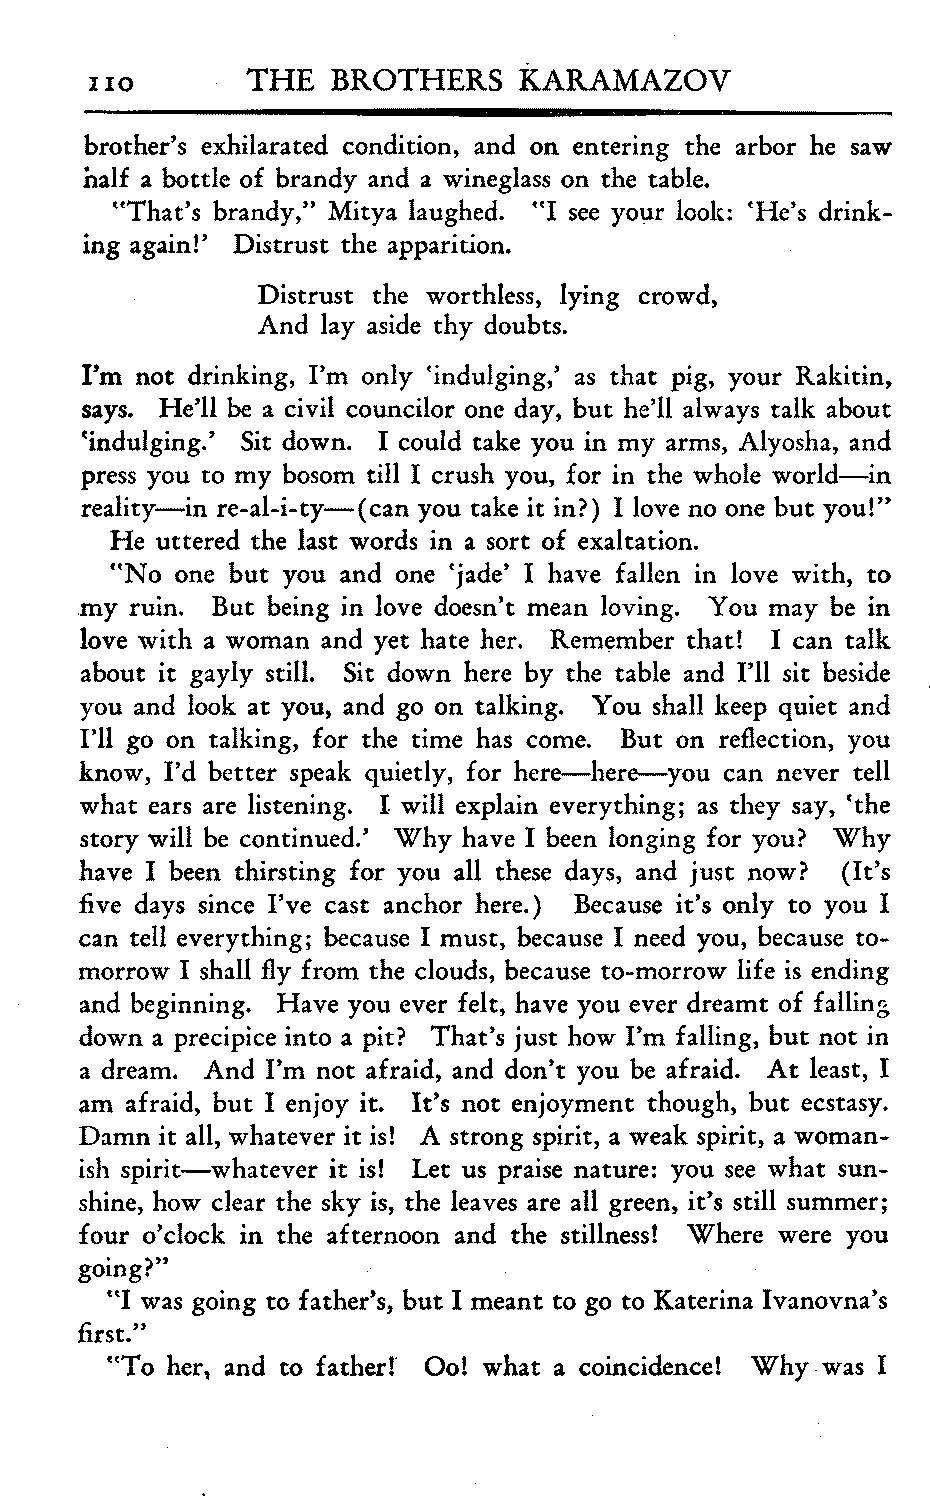 110 THE BROTHERS KARAMAZOV
brother's exhilarated condition, and on entering the arbor he saw
half a bottle of brandy and a wineglass on the table.
"That's brandy," Mitya laughed. "I see your look: 'He's drink-
ing again!' Distrust the apparition.
Distrust the worthless, lying crowd,
And lay aside thy doubts.
I'm not drinking, I'm only 'indulging,' as that pig, your Rakitin,
says. He'll be a civil councilor one day, but he'll always talk about
'indulging.' Sit down. I could take you in my arms, Alyosha, and
press you to my bosom till I crush you, for in the whole world—in
reality—in re-al-i-ty—(can you take it in?) I love no one but you!"
He uttered the last words in a sort of exaltation.
"No one but you and one 'jade' I have fallen in love with, to
my ruin. But being in love doesn't mean loving. You may be in
love with a woman and yet hate her. Remember that! I can talk
about it gayly still. Sit down here by the table and I'll sit beside
you and look at you, and go on talking. You shall keep quiet and
I'll go on talking, for the time has come. But on reflection, you
know, I'd better speak quietly, for here—here—you can never tell
what ears are listening. I will explain everything; as they say, 'the
story will be continued.' Why have I been longing for you? Why
have I been thirsting for you all these days, and just now? (It's
five days since I've cast anchor here.) Because it's only to you I
can tell everything; because I must, because I need you, because to-
morrow I shall fly from the clouds, because to-morrow life is ending
and beginning. Have you ever felt, have you ever dreamt of falling
down a precipice into a pit? That's just how I'm falling, but not in
a dream. And I'm not afraid, and don't you be afraid. At least, I
am afraid, but I enjoy it. It's not enjoyment though, but ecstasy.
Damn it all, whatever it is! A strong spirit, a weak spirit, a woman-
ish spirit—whatever it is! Let us praise nature: you see what sun-
shine, how clear the sky is, the leaves are all green, it's still summer;
four o'clock in the afternoon and the stillness! Where were you
going?"
"I was going to father's, but I meant to go to Katerina Ivanovna's
first."
"To her, and to father! Oo! what a coincidence! Why was I